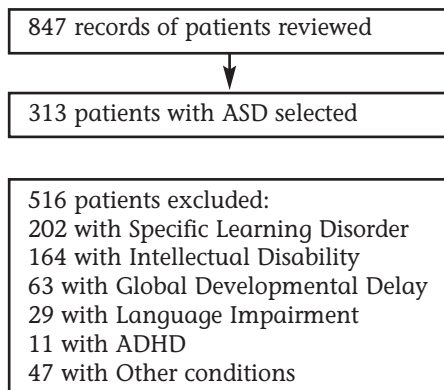 847 records of patients reviewed
313 patients with ASD selected
516 patients excluded:
202 with Specific Learning Disorder
164 with Intellectual Disability
63 with Global Developmental Delay
29 with Language Impairment
11 with ADHD
47 with Other conditions